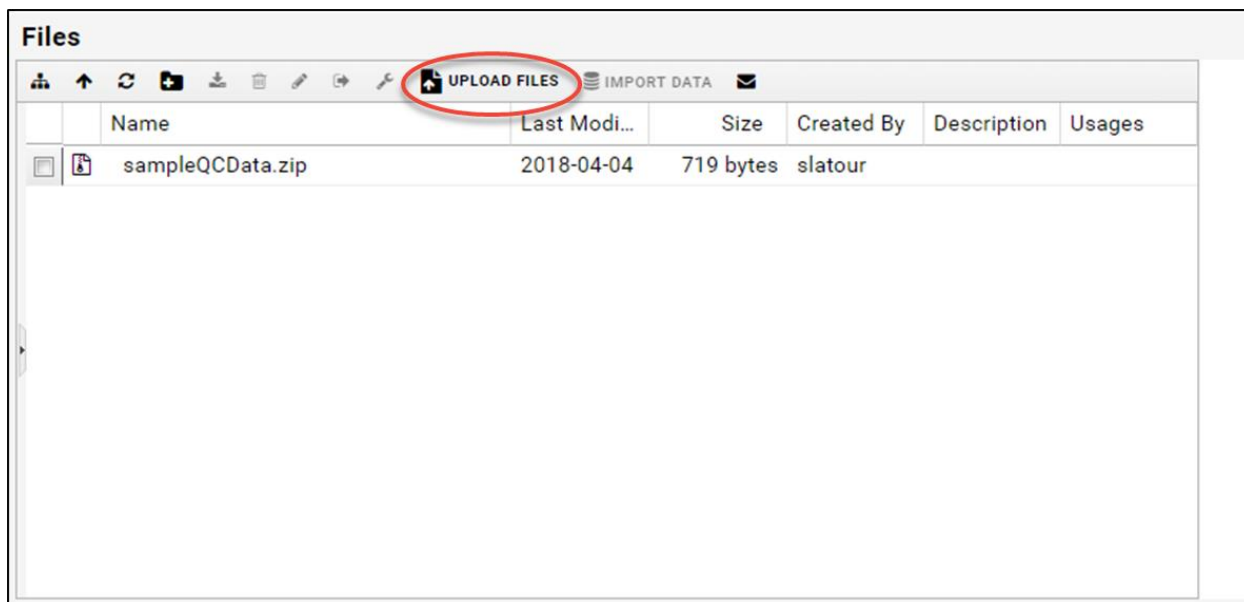 Files
UPLOAD FILES IMPORT DATA
Name Last Modi... Size Created By Description Usages
sampleQCData.zip 2018-04-04 719 bytes slatour